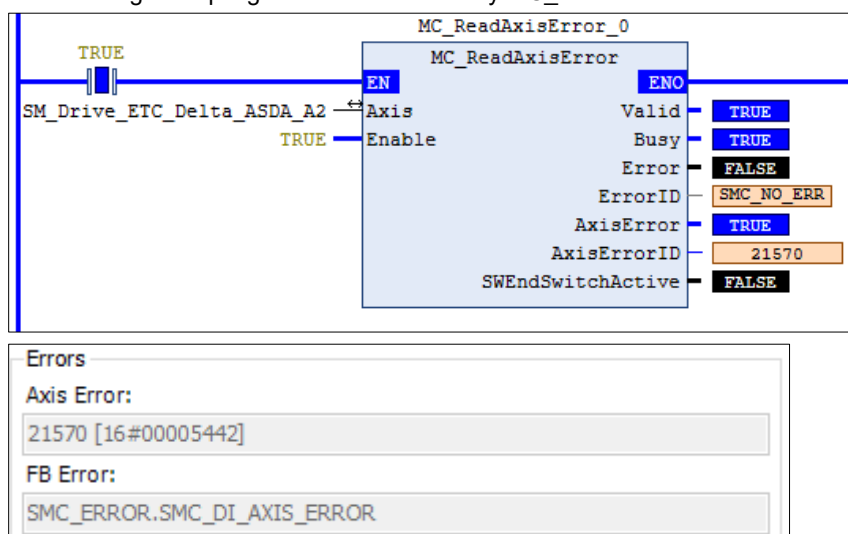 MC_ReadAxisError_0
TRUE
MC_ReadAxisError
EN ENO
SM_Drive_ETC_Delta_ASDA_A2 Axis Valid TRUE
TRUE Enable Busy TRUE
Error FALSE
ErrorID SMC_NO_ERR
AxisError TRUE
AxisErrorID 21570
SWEndSwitchActive FALSE
Errors
Axis Error:
21570 [16#00005442]
FB Error:
SMC_ERROR.SMC_DI_AXIS_ERROR